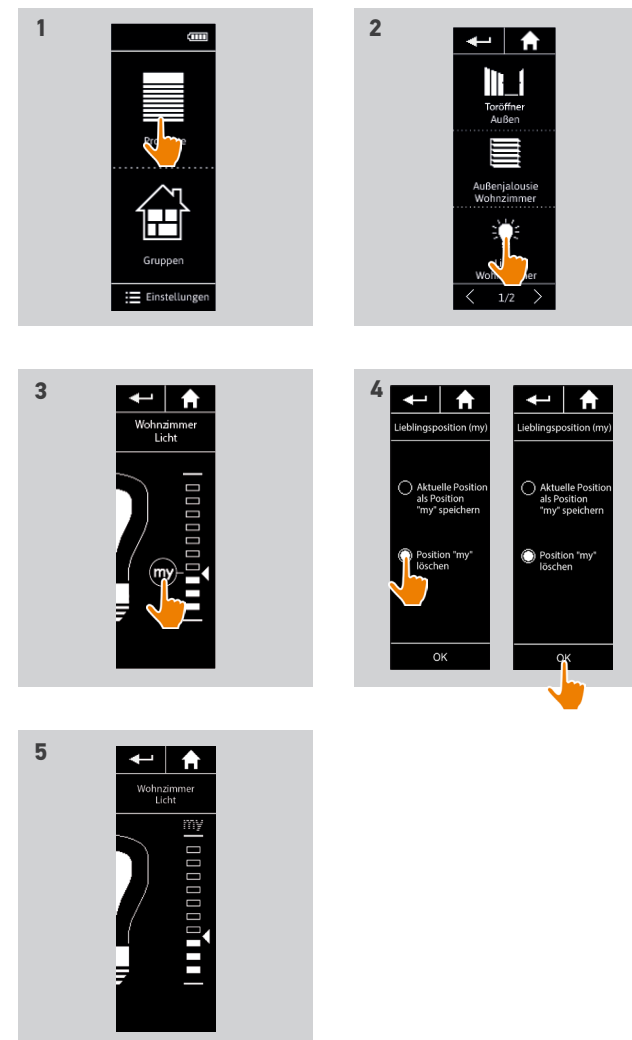 1
Gruppen
Einstellungen
2
Toröffner
Außen
Außenjalousie
Wohnzimmer
1/2
3
Wohnzimmer
Licht
my
4
Lieblingsposition (my)
Aktuelle Position
als Position
"my" speichern
Position "my"
löschen
OK
Lieblingsposition (my)
Aktuelle Position
als Position
"my" speichern
Position "my"
löschen
OK
5
Wohnzimmer
Licht
my